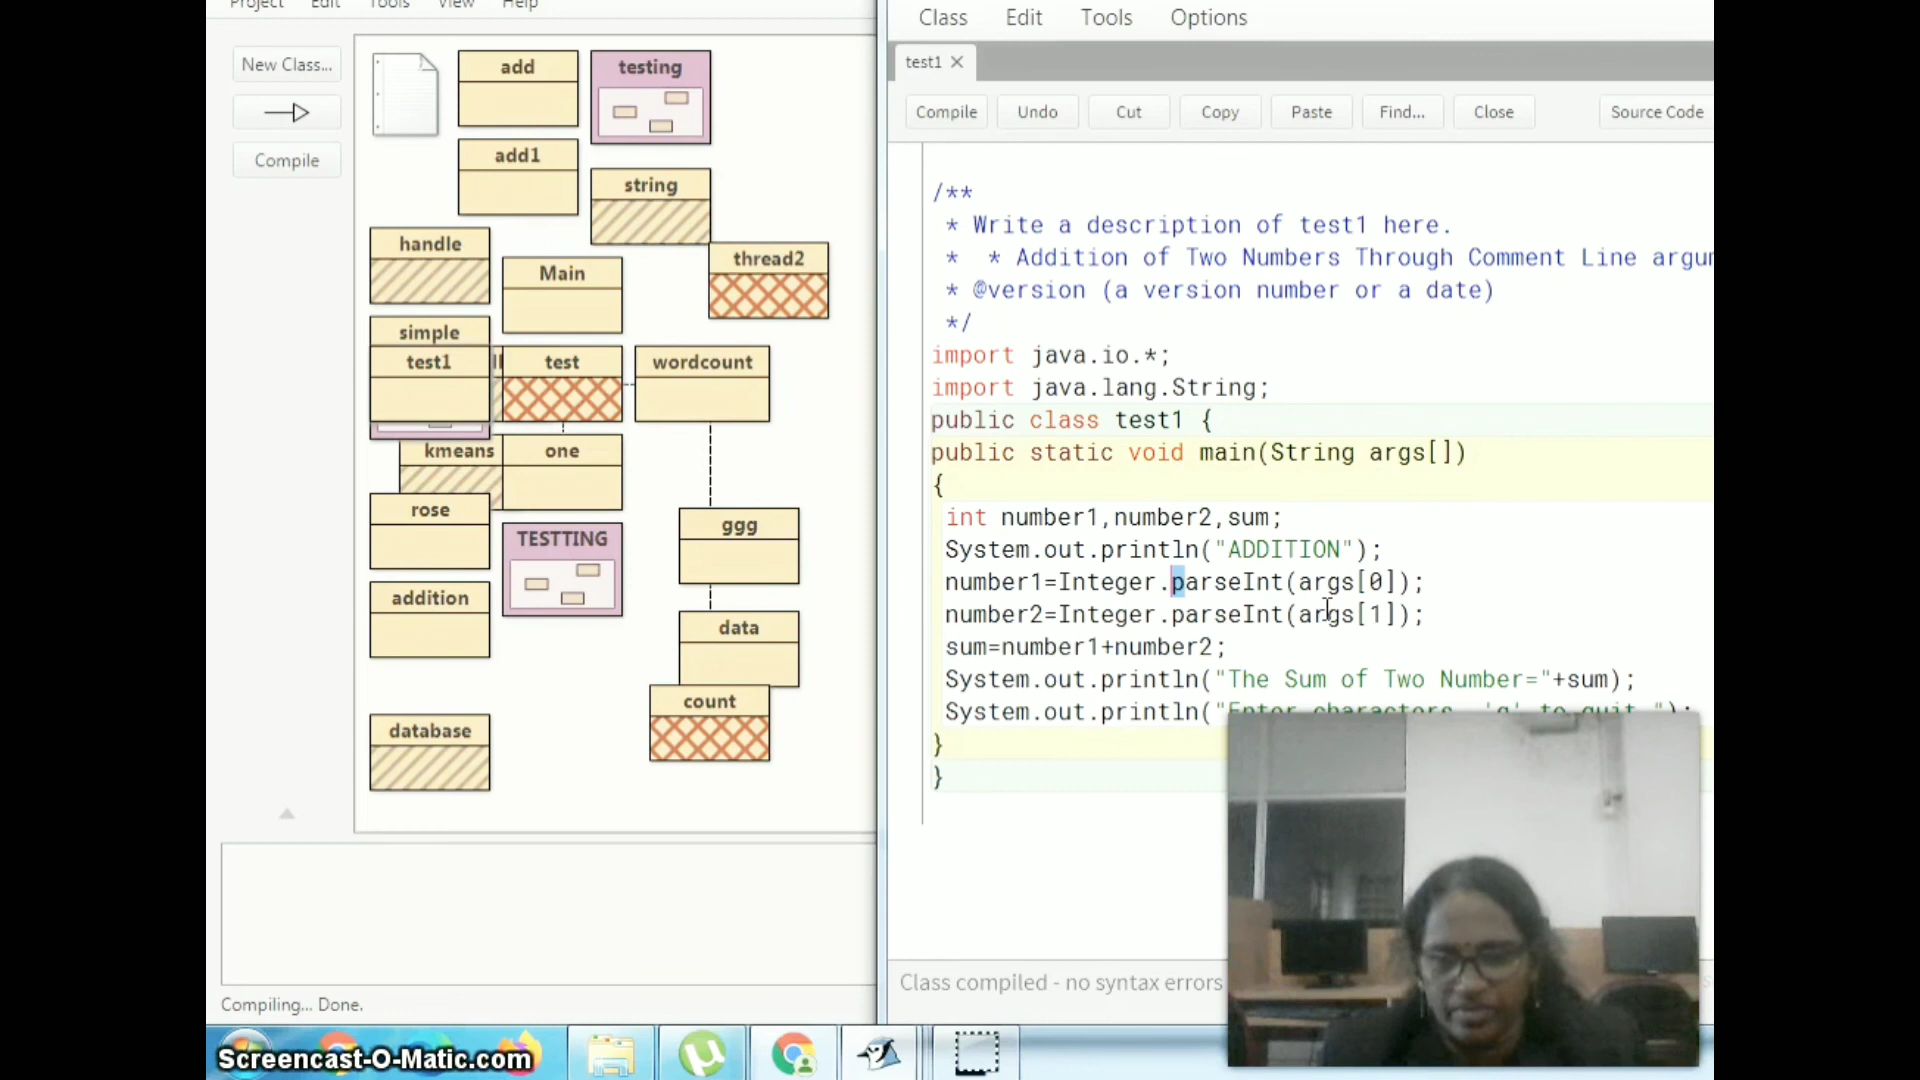 Project Edit Tools View Help
New Class...
Compile
add
testing
add1
string
handle
Main
thread2
simple
test1
test
wordcount
kmeans
one
rose
TESTTING
ggg
addition
data
count
database
Compiling... Done.
Class Edit Tools Options
test1
Compile Undo Cut Copy Paste Find... Close Source Code
/**
* Write a description of test1 here.
* * Addition of Two Numbers Through Comment Line argu
* @version (a version number or a date)
*/
import java.io.*;
import java.lang.String;
public class test1 {
public static void main(String args[])
{
int number1,number2,sum;
System.out.println("ADDITION");
number1=Integer.parseInt(args[0]);
number2=Integer.parseInt(args[1]);
sum=number1+number2;
System.out.println("The Sum of Two Number="+sum);
System.out.println("Enter characters, 'q' to quit.");
}
}
Class compiled - no syntax errors
Screencast-O-Matic.com